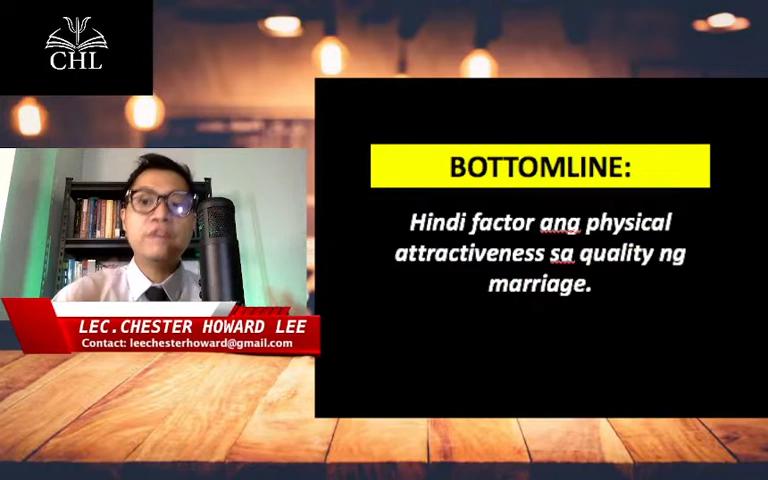 CHL
BOTTOMLINE:
Hindi factor ang physical
attractiveness sa quality ng
marriage.
LEC.CHESTER HOWARD LEE
Contact: leechesterhoward@gmail.com